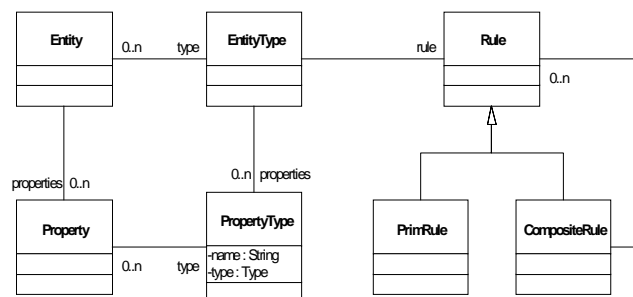 Entity
EntityType
Rule
0..n
type
rule
0..n
0..n
properties
properties
0..n
Property
PropertyType
PrimRule
CompositeRule
-name : String
-type : Type
0..n
type